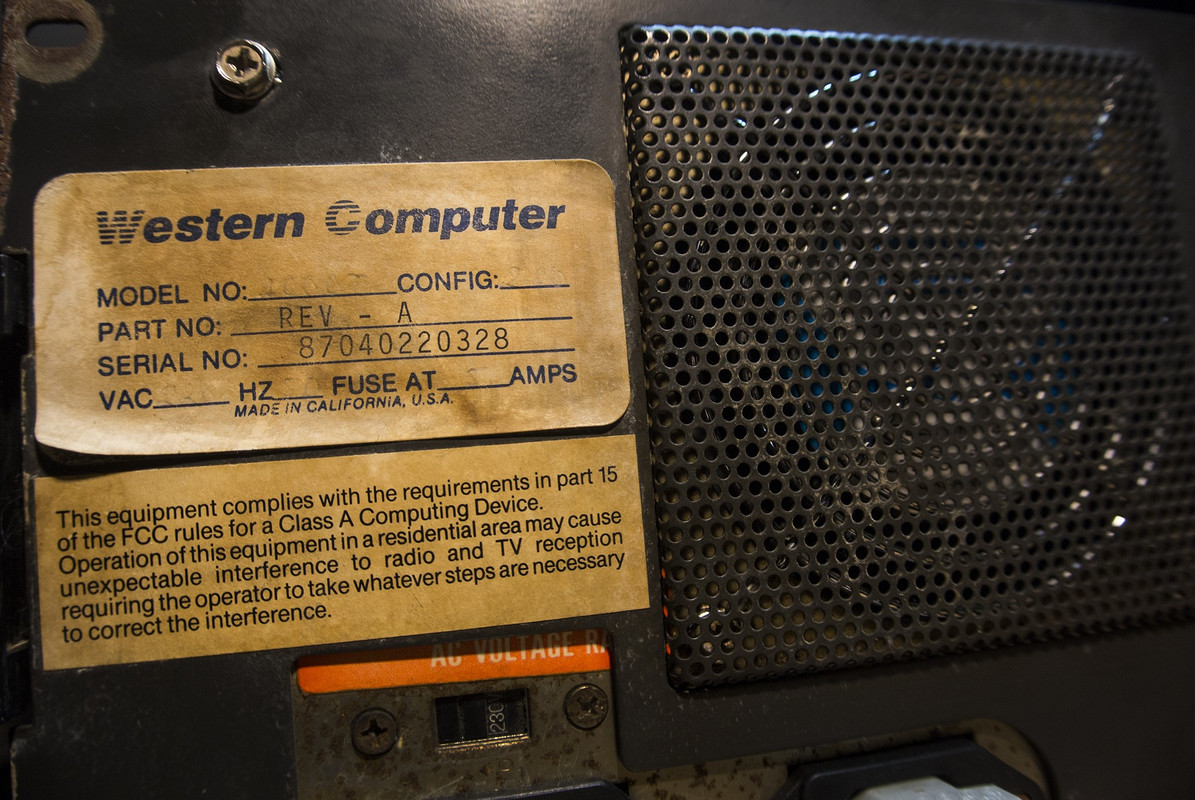 Western Computer
MODEL NO: CONFIG:
PART NO: REV - A
SERIAL NO: 87040220328
VAC HZ FUSE AT AMPS
MADE IN CALIFORNIA, U.S.A.
This equipment complies with the requirements in part 15
of the FCC rules for a Class A Computing Device.
Operation of this equipment in a residential area may cause
unexpectable interference to radio and TV reception
requiring the operator to take whatever steps are necessary
to correct the interference.
AC VOLTAGE
230